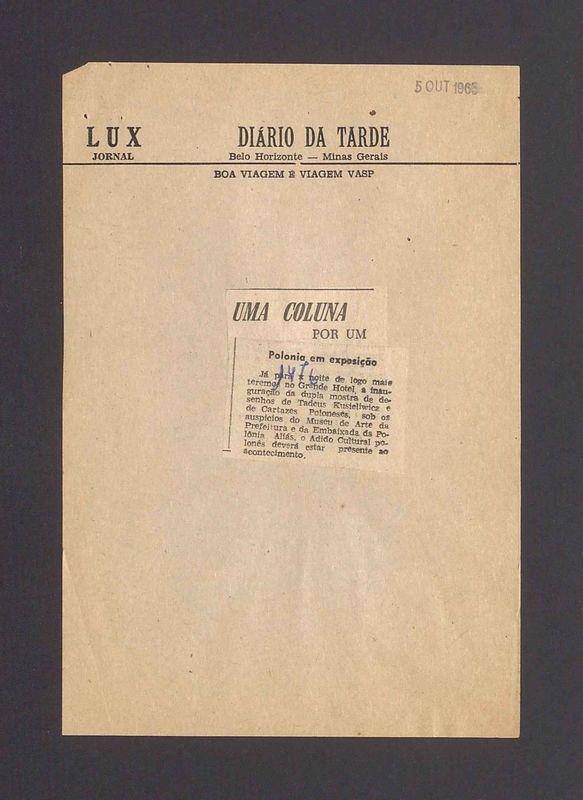 5 OUT 1965
LUX
JORNAL
DIÁRIO DA TARDE
Belo Horizonte — Minas Gerais
BOA VIAGEM É VIAGEM VASP
UMA COLUNA
POR UM
Polonia em exposição
Já para a noite de logo mais
teremos, no Grande Hotel, a inau-
guração da dupla mostra de de-
senhos de Tadeus Kusieliwicz e
de Cartazes Poloneses, sob os
auspícios do Museu de Arte da
Prefeitura e da Embaixada da Po-
lônia Aliás, o Adido Cultural po-
lonês deverá estar presente ao
acontecimento.